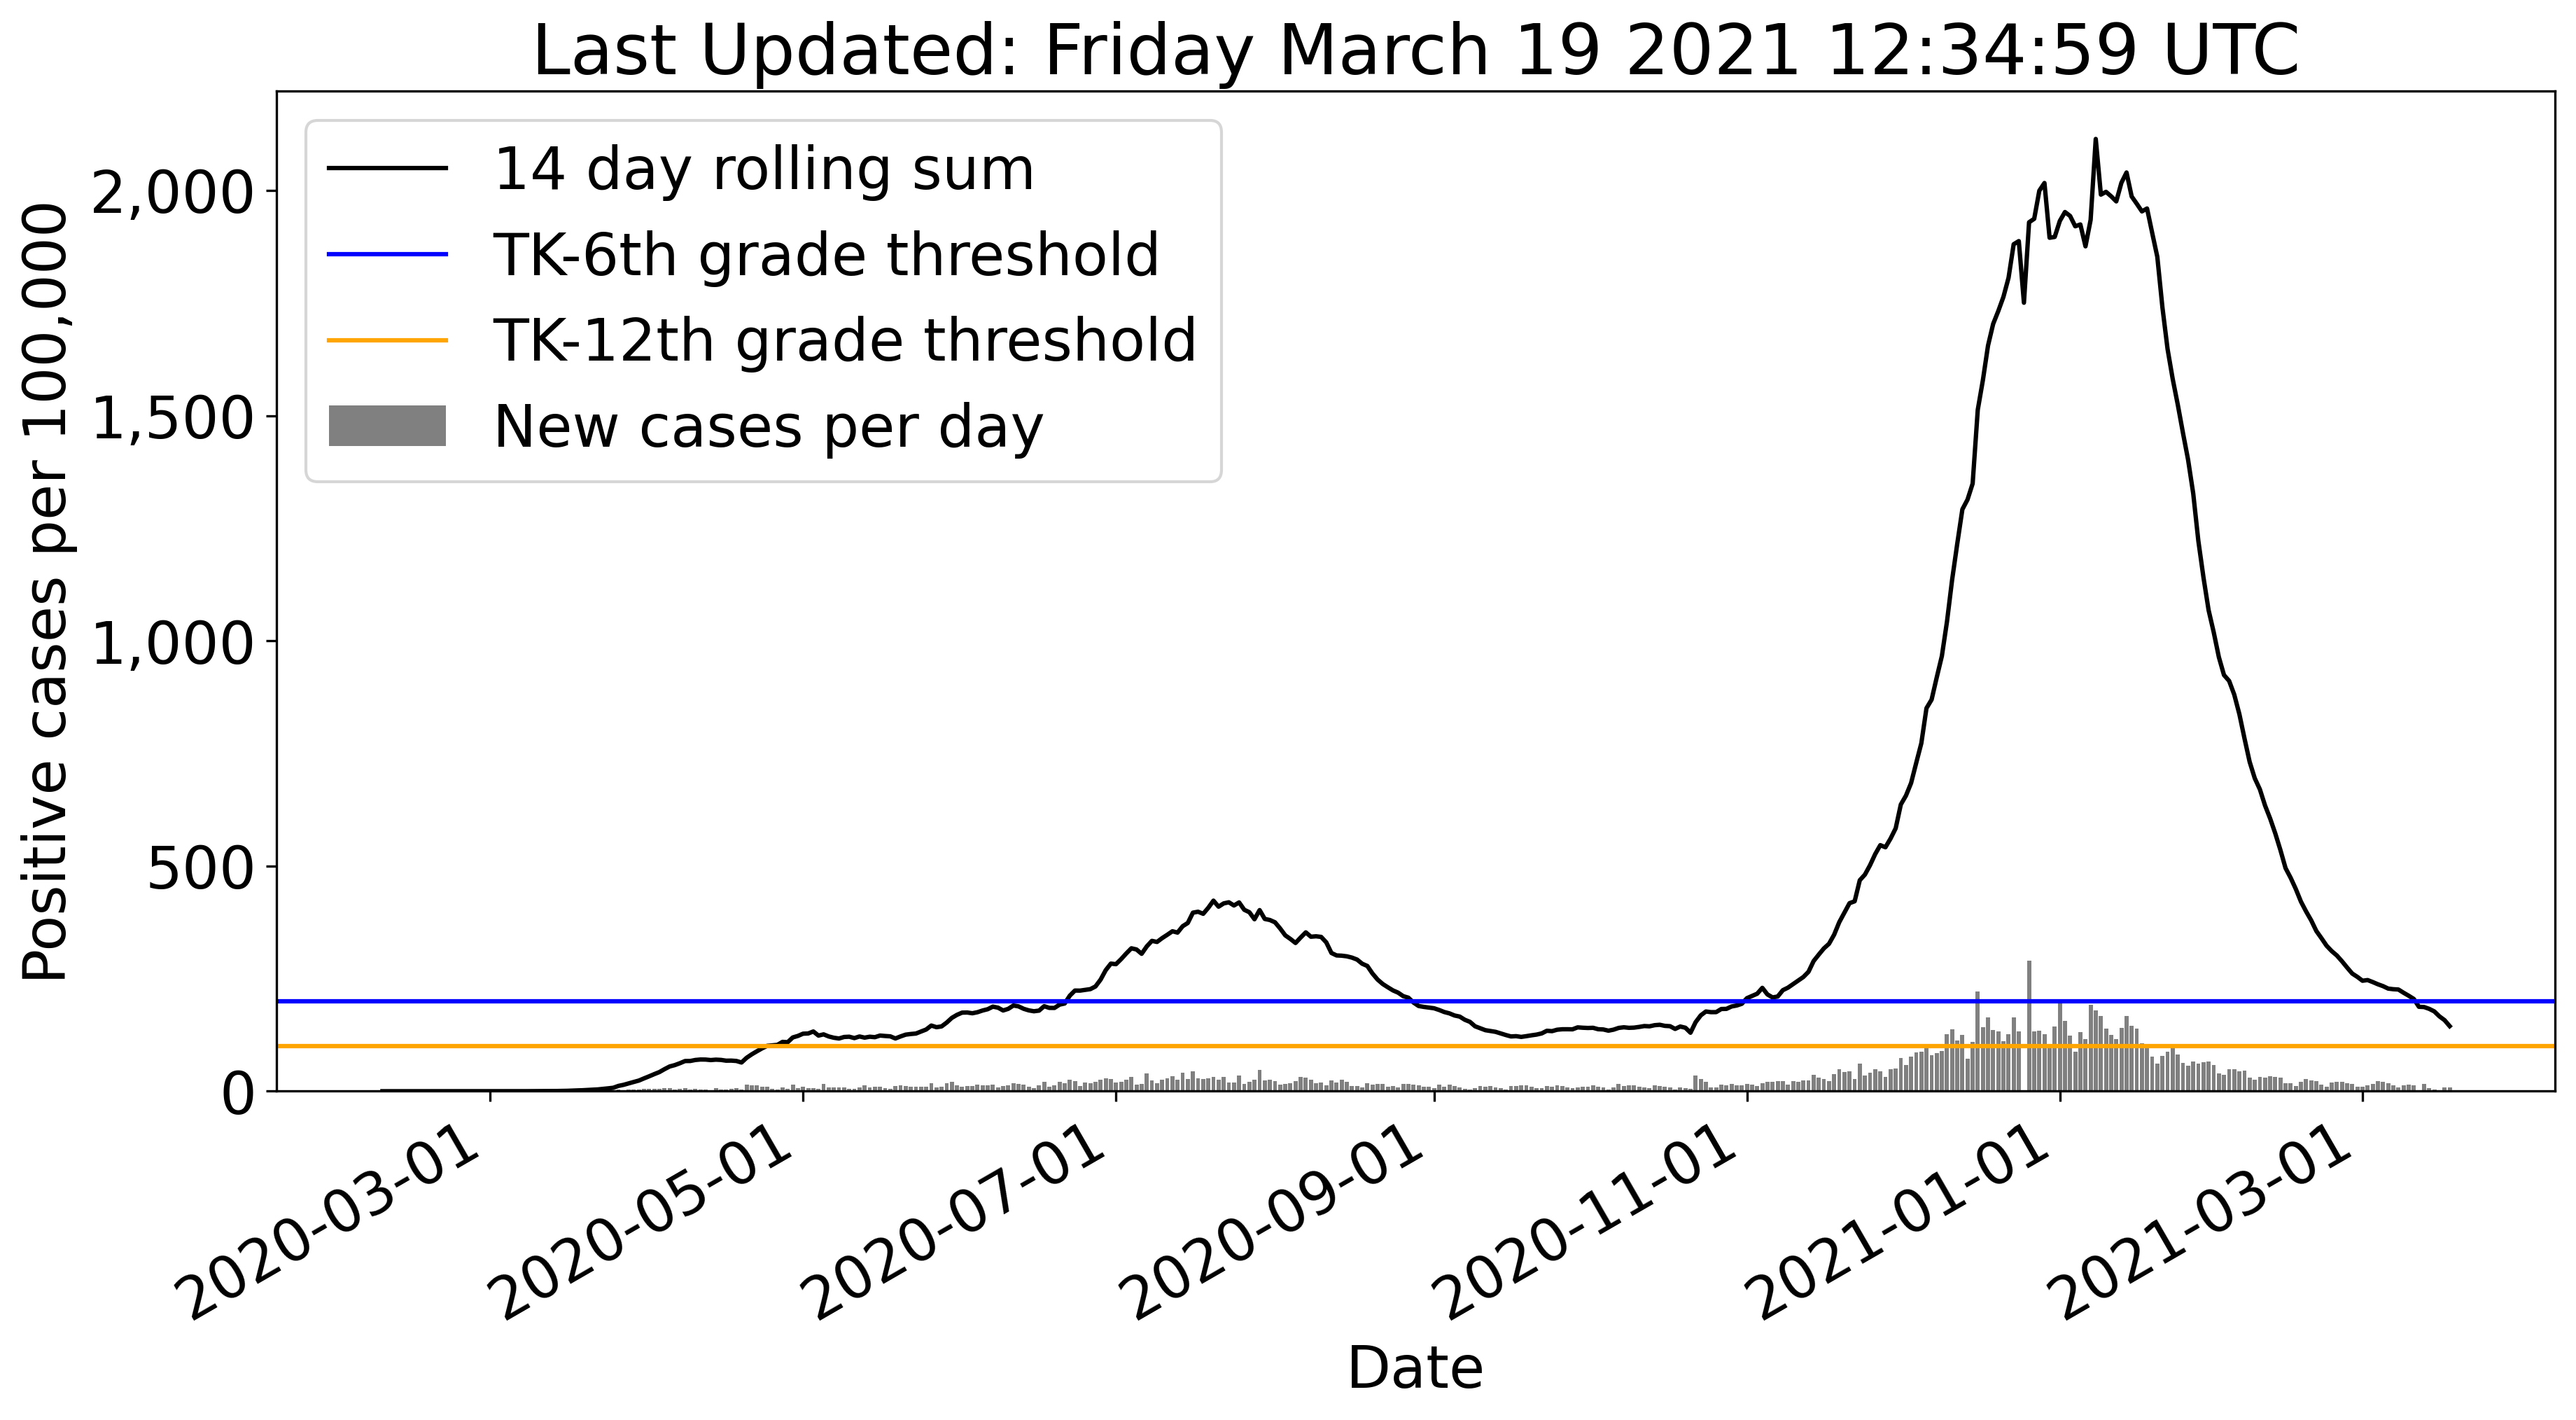 Last Updated: Friday March 19 2021 12:34:59 UTC
14 day rolling sum
TK-6th grade threshold
TK-12th grade threshold
New cases per day
Positive cases per 100,000
2,000
1,500
1,000
500
0
2020-03-01
2020-05-01
2020-07-01
2020-09-01
2020-11-01
2021-01-01
2021-03-01
Date